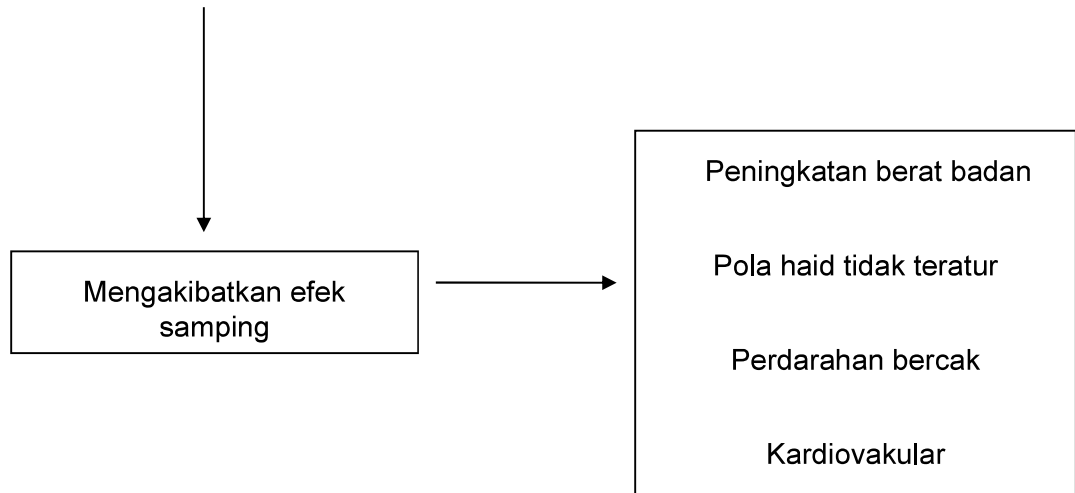 Peningkatan berat badan
Pola haid tidak teratur
Mengakibatkan efek
samping
Perdarahan bercak
Kardiovakular